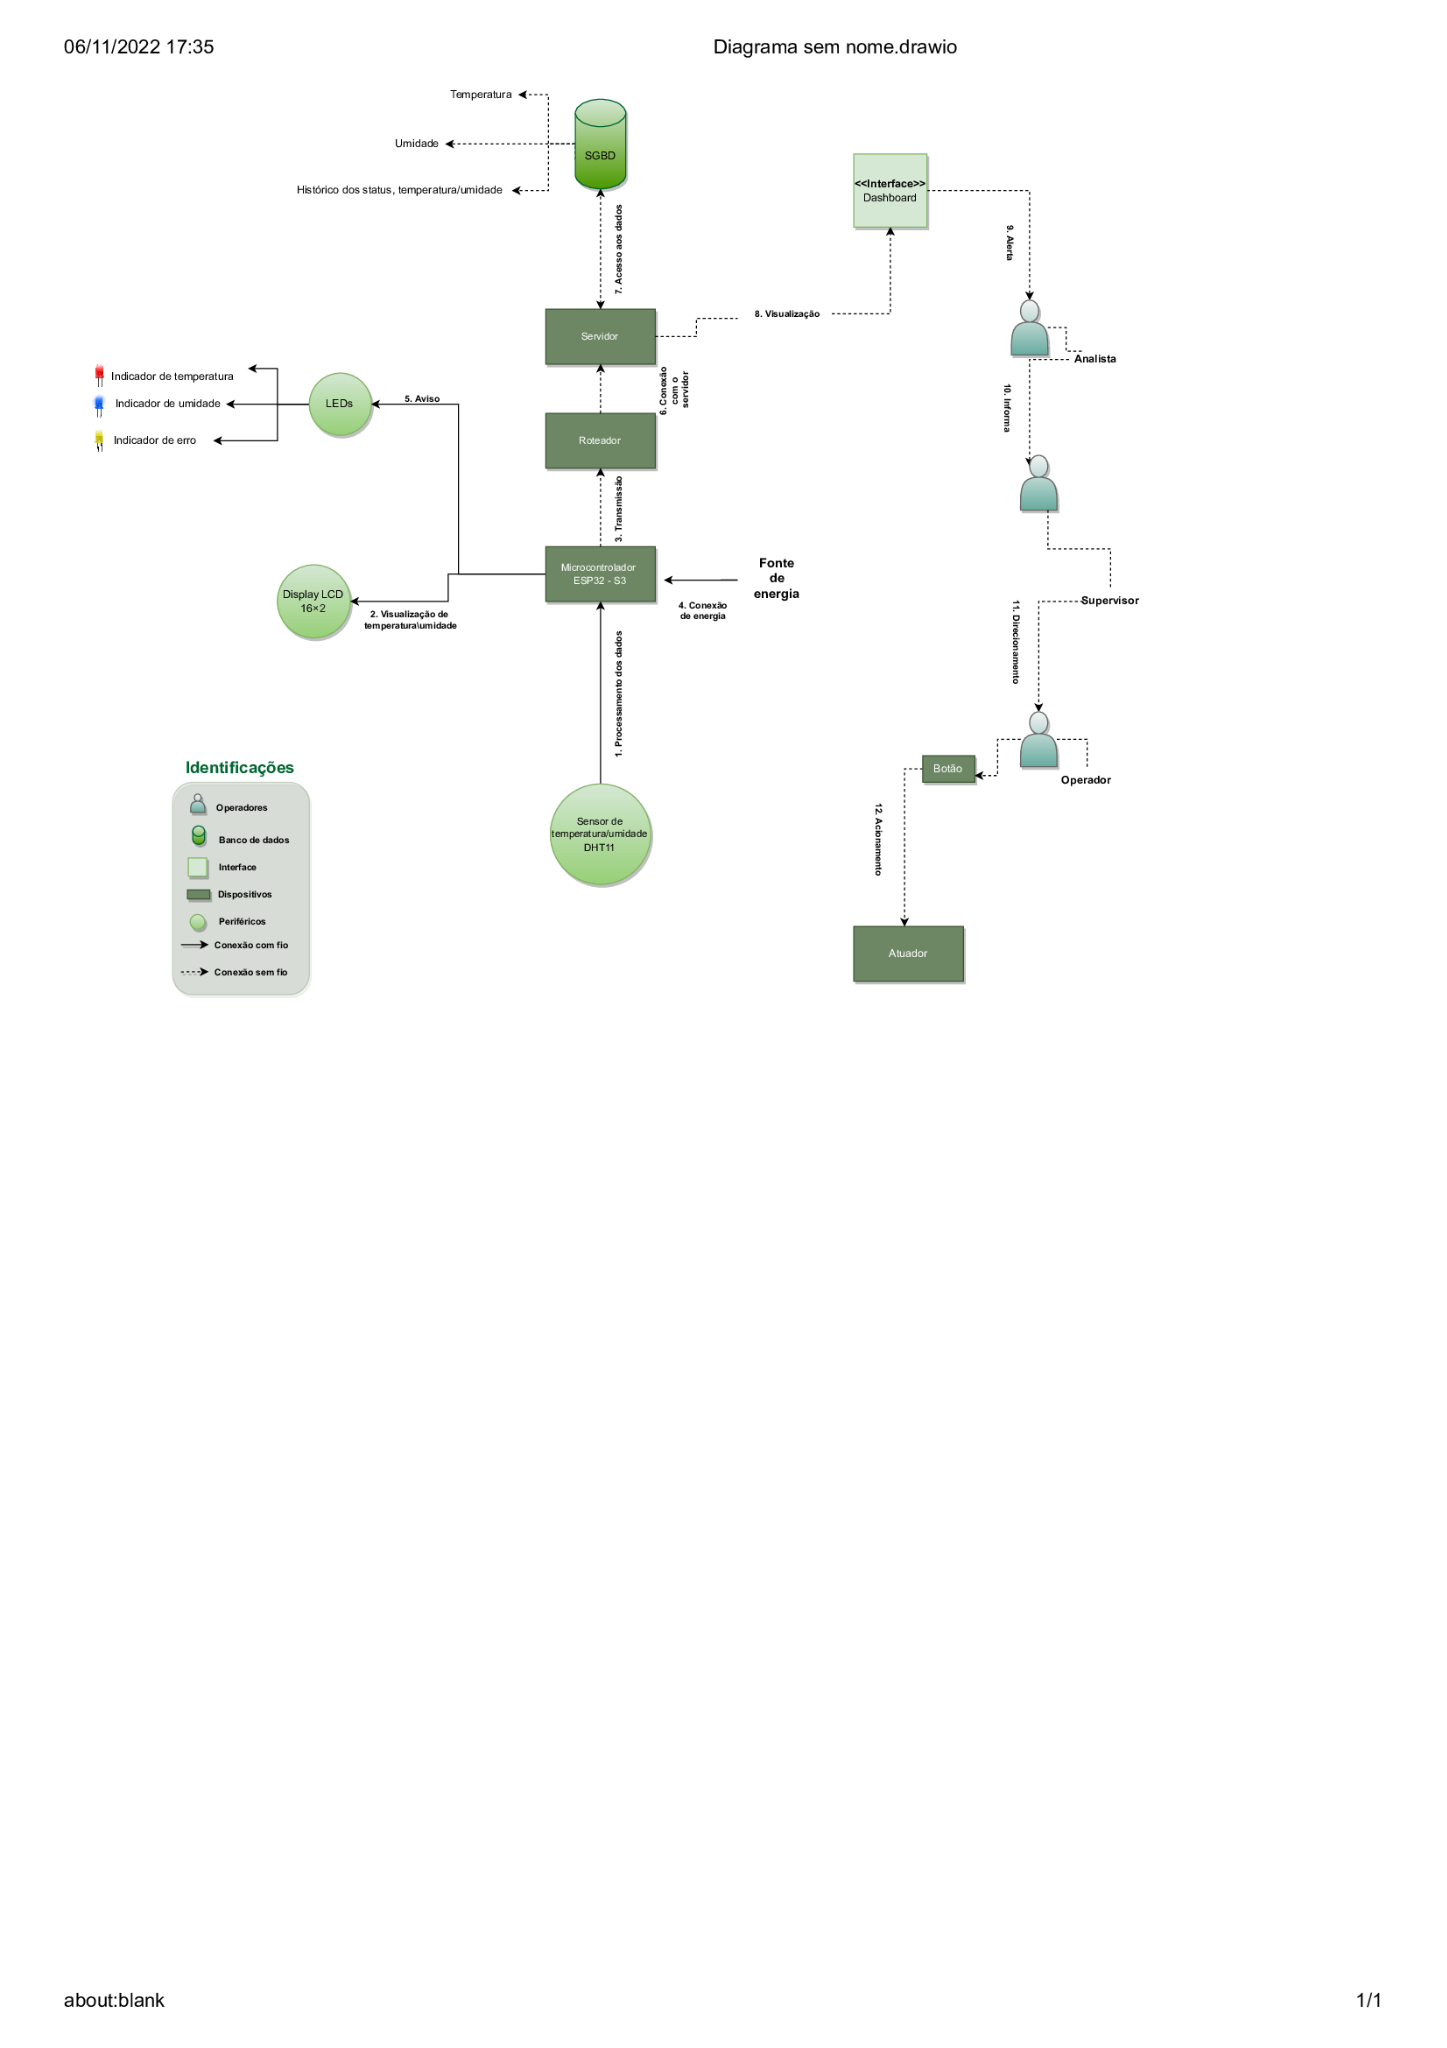 06/11/2022 17:35
Diagrama sem nome.drawio
Temperatura
Umidade
Histórico dos status, temperatura/umidade
SGBD
7. Acesso aos dados
<<Interface>>
Dashboard
9. Alerta
Servidor
8. Visualização
Analista
6. Conexão
com o
servidor
10. Informa
Indicador de temperatura
Indicador de umidade
Indicador de erro
LEDs
5. Aviso
Roteador
3. Transmissão
Microcontrolador
ESP32 - S3
Fonte
de
energia
4. Conexão
de energia
Display LCD
16×2
2. Visualização de
temperatura\umidade
Supervisor
11. Direcionamento
1. Processamento dos dados
Operador
Botão
12. Acionamento
Sensor de
temperatura/umidade
DHT11
Atuador
Identificações
Operadores
Banco de dados
Interface
Dispositivos
Periféricos
Conexão com fio
Conexão sem fio
about:blank
1/1